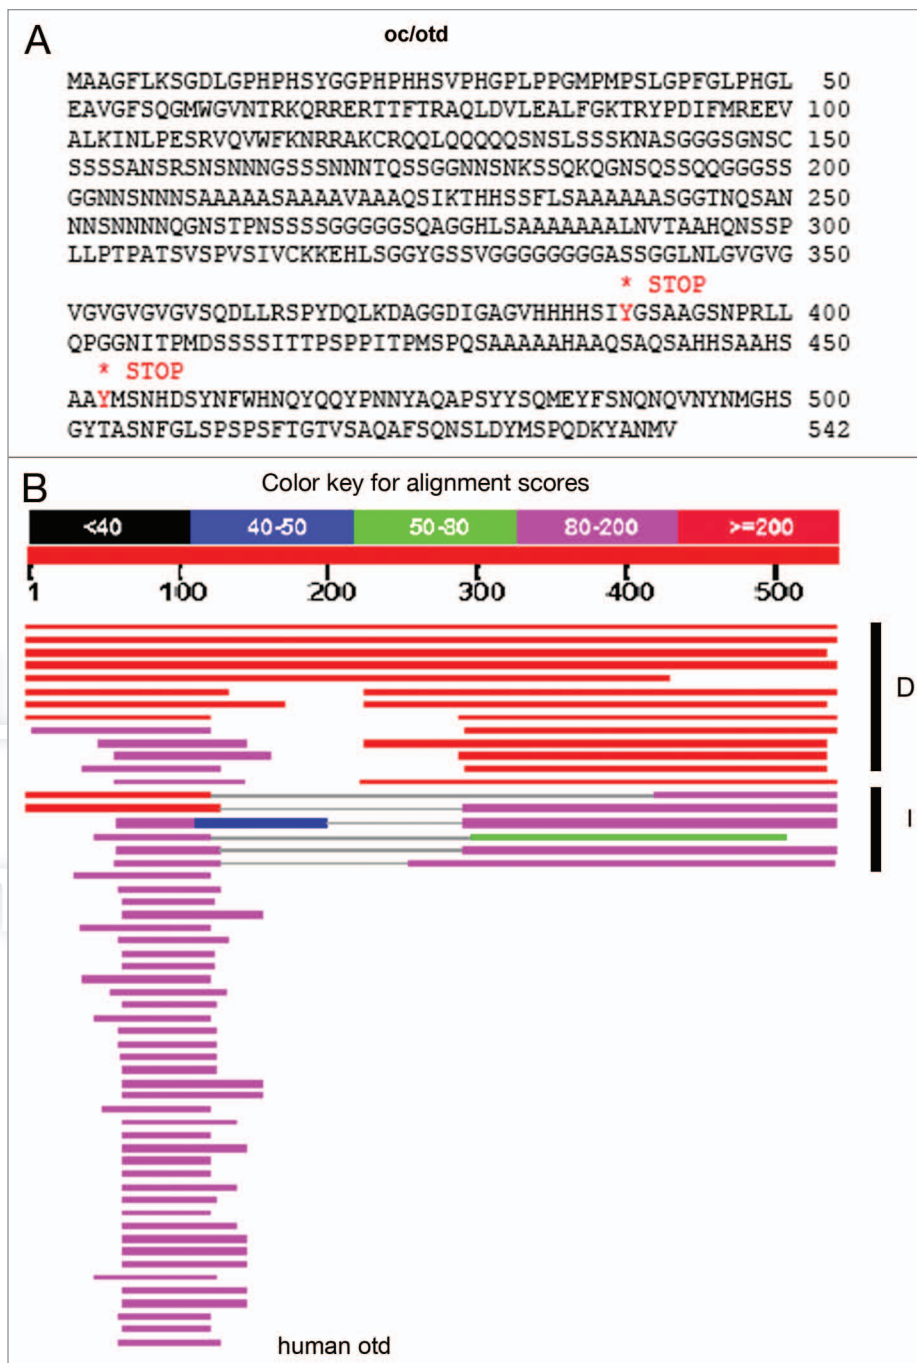 A
oc/otd
MAAGFLKSGDLGPHPHSYGGPHPHHSVPHGPLPPGMPMPSLGPFGLPHGL 50
EAVGFSQGMWGVNTRKQRRERTTFTRAQLDVLEALFGKTRYPDIFMREEV 100
ALKINLPESRVQVWFKNRRAKCRQQLQQQQQSNSLSSSKNASGGGSGNSC 150
SSSSANSRSNSNNNGSSSNNNTQSSGGNNSNKSSQKQGNSQSSQQGGGSS 200
GGNNSNNNSAAAAASAAAAVAAAQSIKTHHSSFLSAAAAAASGGTNQSAN 250
NNSNNNNQGNSTPNSSSSGGGGGSQAGGHLSAAAAAAALNVTAAHQNSSP 300
LLPTPATSVSPVSIVCKKEHLSGGYGSSVGGGGGGGGASSGGLNLGVGVG 350
* STOP
VGVGVGVGVSQDLLRSPYDQLKDAGGDIGAGVHHHHSIYGSAAGSNPRLL 400
QPGGNITPMDSSSSITTPSPPITPMSPQSAAAAAHAAQSAQSAHHSAAHS 450
* STOP
AAYMSNHDSYNFWHNQYQQYPNNYAQAPSYYSQMEYFSNQNQVNYNMGHS 500
GYTASNFGLSPSPSFTGTVSAQAFSQNSLDYMSPQDKYANMV 542
B
Color key for alignment scores
<40 40-50 50-80 80-200 >=200
1 100 200 300 400 500
D
I
human otd